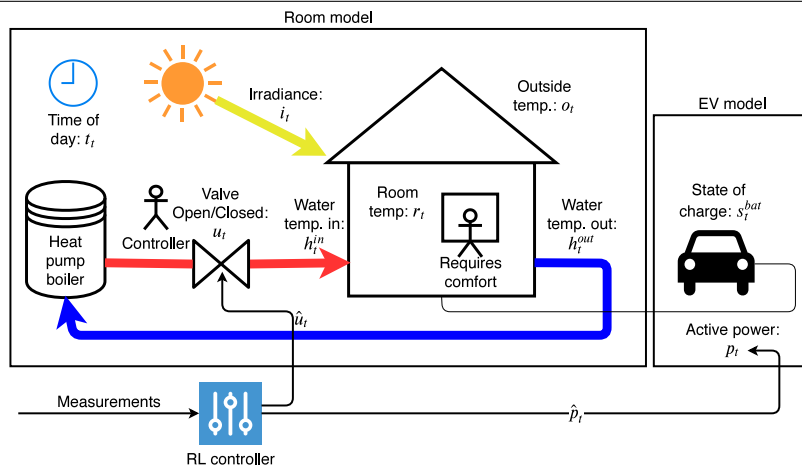 Room model
Time of
day: t_t
Irradiance:
i_t
Outside
temp.: o_t
EV model
Heat
pump
boiler
Controller
Valve
Open/Closed:
u_t
Water
temp. in:
h_t^{in}
Room
temp: r_t
Requires
comfort
Water
temp. out:
h_t^{out}
State of
charge: s_t^{bat}
Active power:
p_t
û_t
Measurements
p̂_t
RL controller